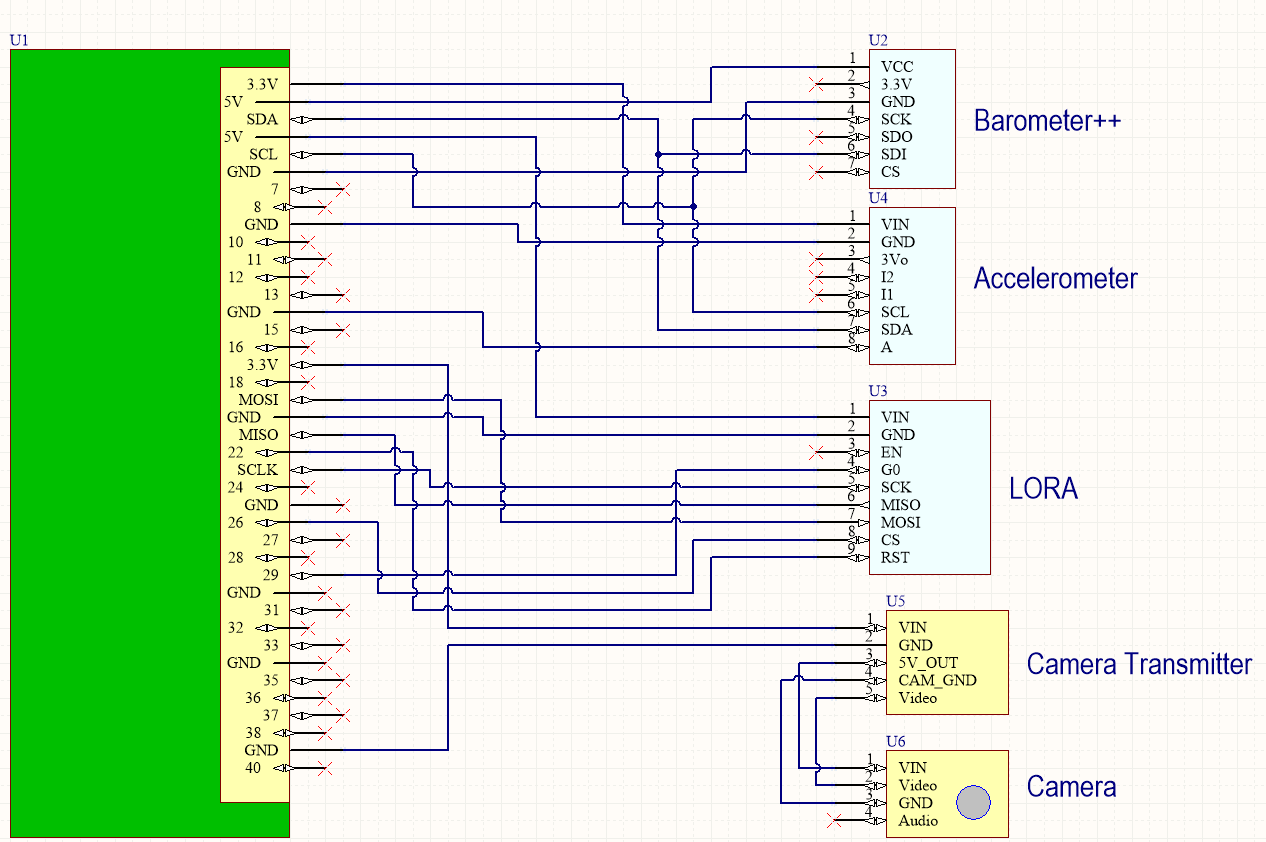 U1
3.3V
5V
SDA
5V
SCL
GND
7
8
GND
10
11
12
13
GND
15
16
3.3V
18
MOSI
GND
MISO
22
SCLK
24
GND
26
27
28
29
GND
31
32
33
GND
35
36
37
38
GND
40
U2
1 VCC
2 3.3V
3 GND
4 SCK
5 SDO
6 SDI
7 CS
Barometer++
U4
1 VIN
2 GND
3 3Vo
4 I2
5 I1
6 SCL
7 SDA
8 A
Accelerometer
U3
1 VIN
2 GND
3 EN
4 G0
5 SCK
6 MISO
7 MOSI
8 CS
9 RST
LORA
U5
1 VIN
2 GND
3 5V_OUT
4 CAM_GND
5 Video
Camera Transmitter
U6
1 VIN
2 Video
3 GND
4 Audio
Camera